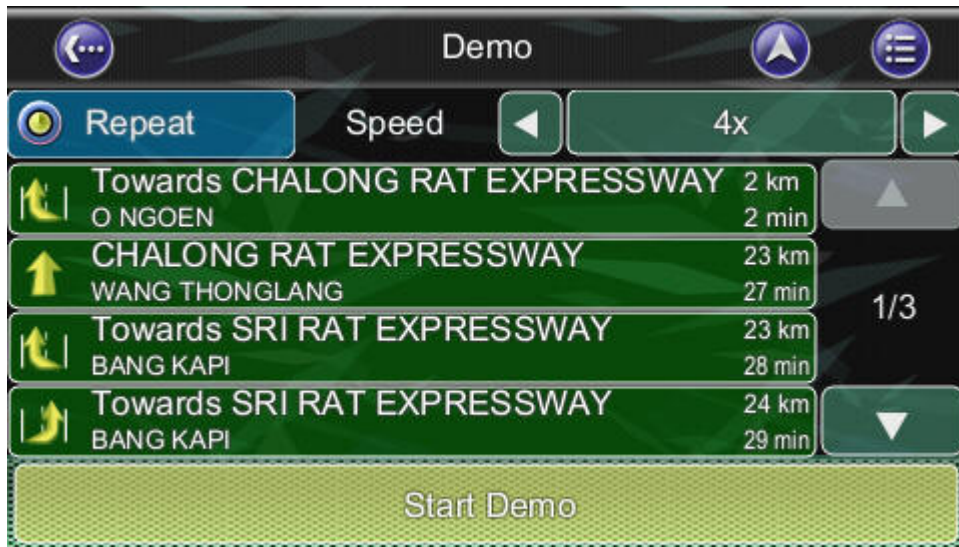 Demo
Repeat Speed 4x
Towards CHALONG RAT EXPRESSWAY 2 km
O NGOEN 2 min
CHALONG RAT EXPRESSWAY 23 km
WANG THONGLANG 27 min
1/3
Towards SRI RAT EXPRESSWAY 23 km
BANG KAPI 28 min
Towards SRI RAT EXPRESSWAY 24 km
BANG KAPI 29 min
Start Demo